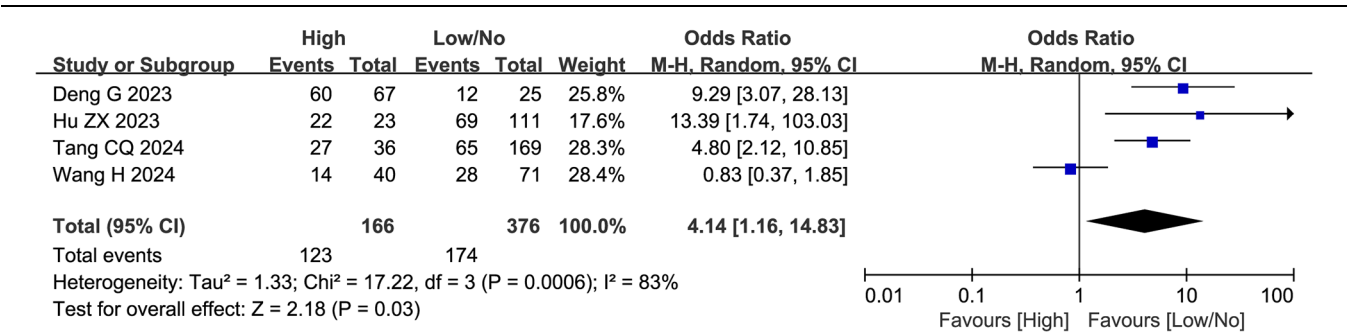 High Low/No Odds Ratio Odds Ratio
Study or Subgroup Events Total Events Total Weight M-H, Random, 95% CI M-H, Random, 95% CI
Deng G 2023 60 67 12 25 25.8% 9.29 [3.07, 28.13]
Hu ZX 2023 22 23 69 111 17.6% 13.39 [1.74, 103.03]
Tang CQ 2024 27 36 65 169 28.3% 4.80 [2.12, 10.85]
Wang H 2024 14 40 28 71 28.4% 0.83 [0.37, 1.85]
Total (95% CI) 166 376 100.0% 4.14 [1.16, 14.83]
Total events 123 174
Heterogeneity: Tau² = 1.33; Chi² = 17.22, df = 3 (P = 0.0006); I² = 83%
Test for overall effect: Z = 2.18 (P = 0.03)
0.01 0.1 1 10 100
Favours [High] Favours [Low/No]